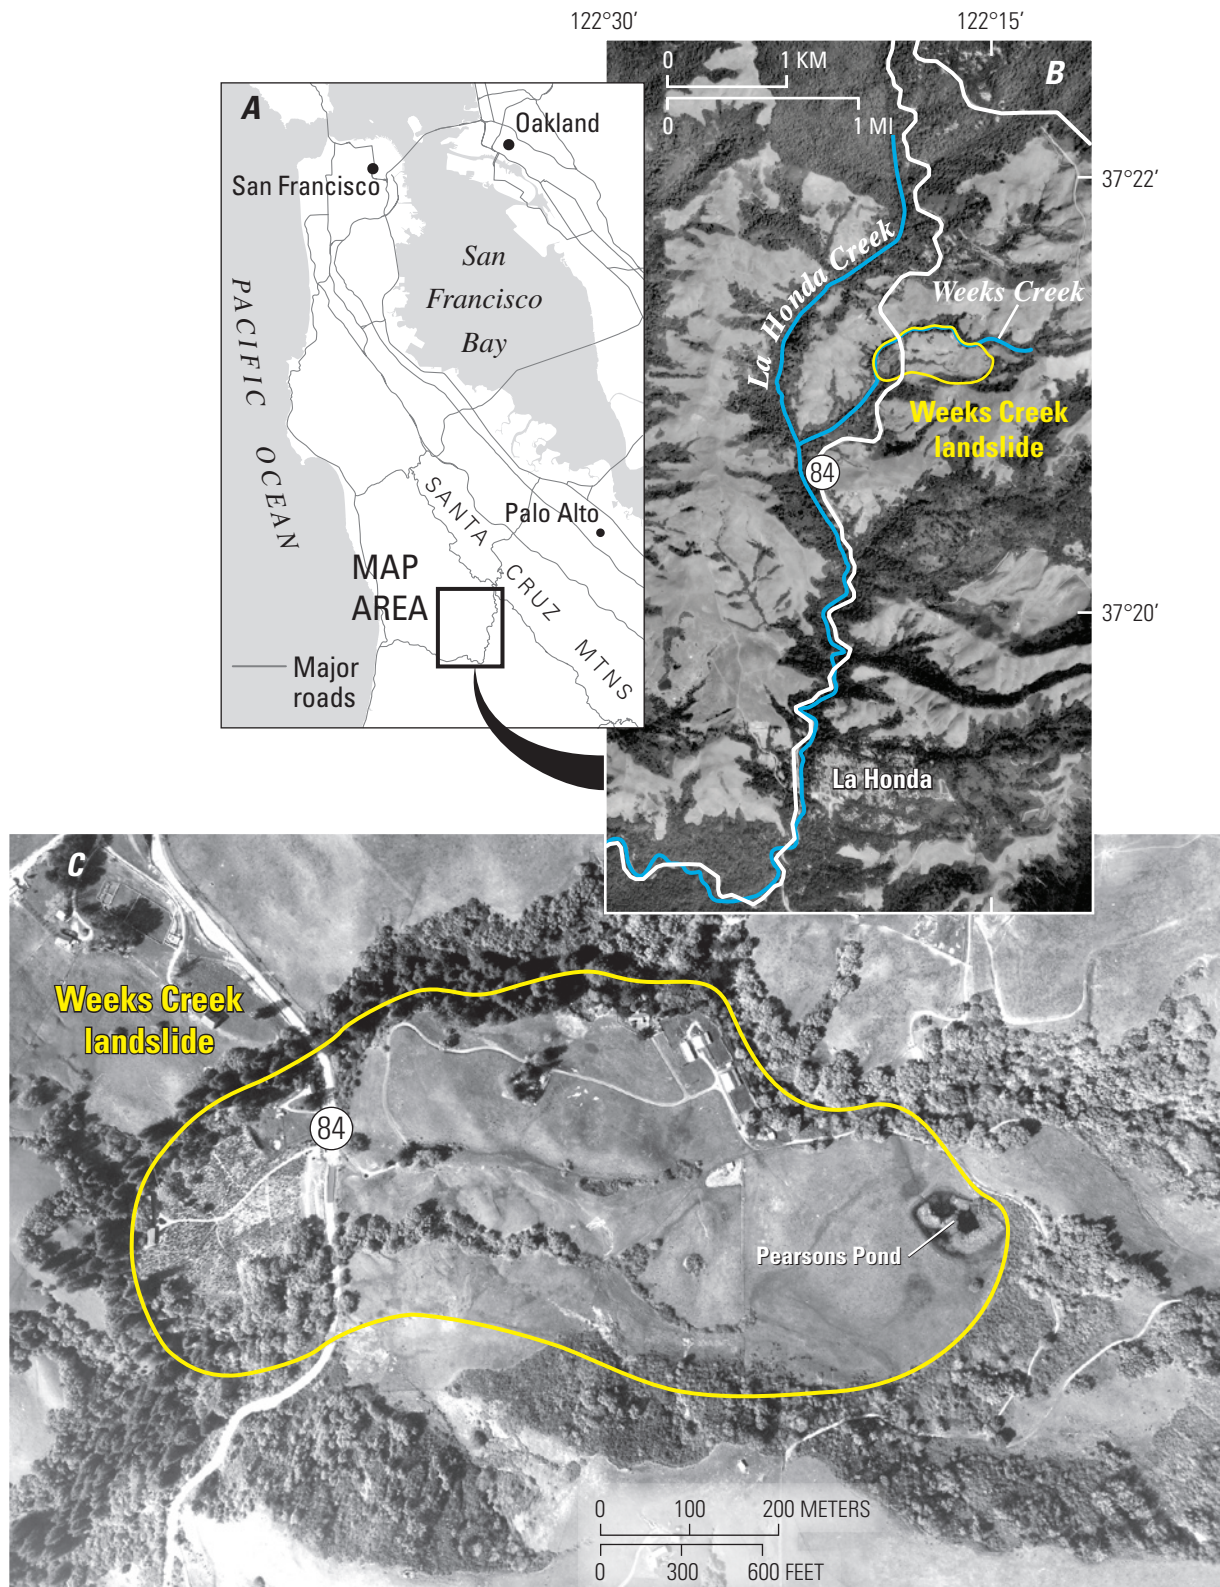 122°30′
122°15′
A
Oakland
San Francisco
San
Francisco
Bay
PACIFIC OCEAN
Palo Alto
SANTA CRUZ MTNS
MAP
AREA
Major
roads
B
0 1 KM
0 1 MI
37°22′
La Honda Creek
Weeks Creek
Weeks Creek
landslide
84
37°20′
La Honda
C
Weeks Creek
landslide
84
Pearsons Pond
0 100 200 METERS
0 300 600 FEET